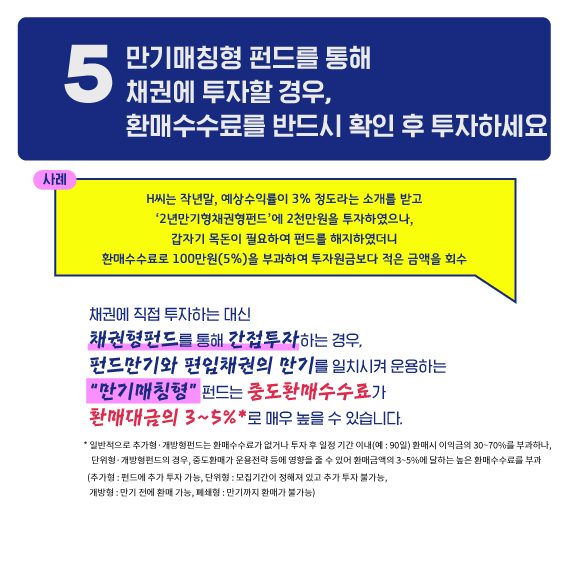 5
만기매칭형 펀드를 통해
채권에 투자할 경우,
환매수수료를 반드시 확인 후 투자하세요
사례
H씨는 작년말, 예상수익률이 3% 정도라는 소개를 받고
‘2년만기형채권형펀드’에 2천만원을 투자하였으나,
갑자기 목돈이 필요하여 펀드를 해지하였더니
환매수수료로 100만원(5%)을 부과하여 투자원금보다 적은 금액을 회수
채권에 직접 투자하는 대신
채권형펀드를 통해 간접투자하는 경우,
펀드만기와 편입채권의 만기를 일치시켜 운용하는
“만기매칭형” 펀드는 중도환매수수료가
환매대금의 3~5%*로 매우 높을 수 있습니다.
* 일반적으로 추가형·개방형펀드는 환매수수료가 없거나 투자 후 일정 기간 이내(예 : 90일) 환매시 이익금의 30~70%를 부과하나,
단위형·개방형펀드의 경우, 중도환매가 운용전략 등에 영향을 줄 수 있어 환매금액의 3~5%에 달하는 높은 환매수수료를 부과
(추가형 : 펀드에 추가 투자 가능, 단위형 : 모집기간이 정해져 있고 추가 투자 불가능,
개방형 : 만기 전에 환매 가능, 폐쇄형 : 만기까지 환매가 불가능)